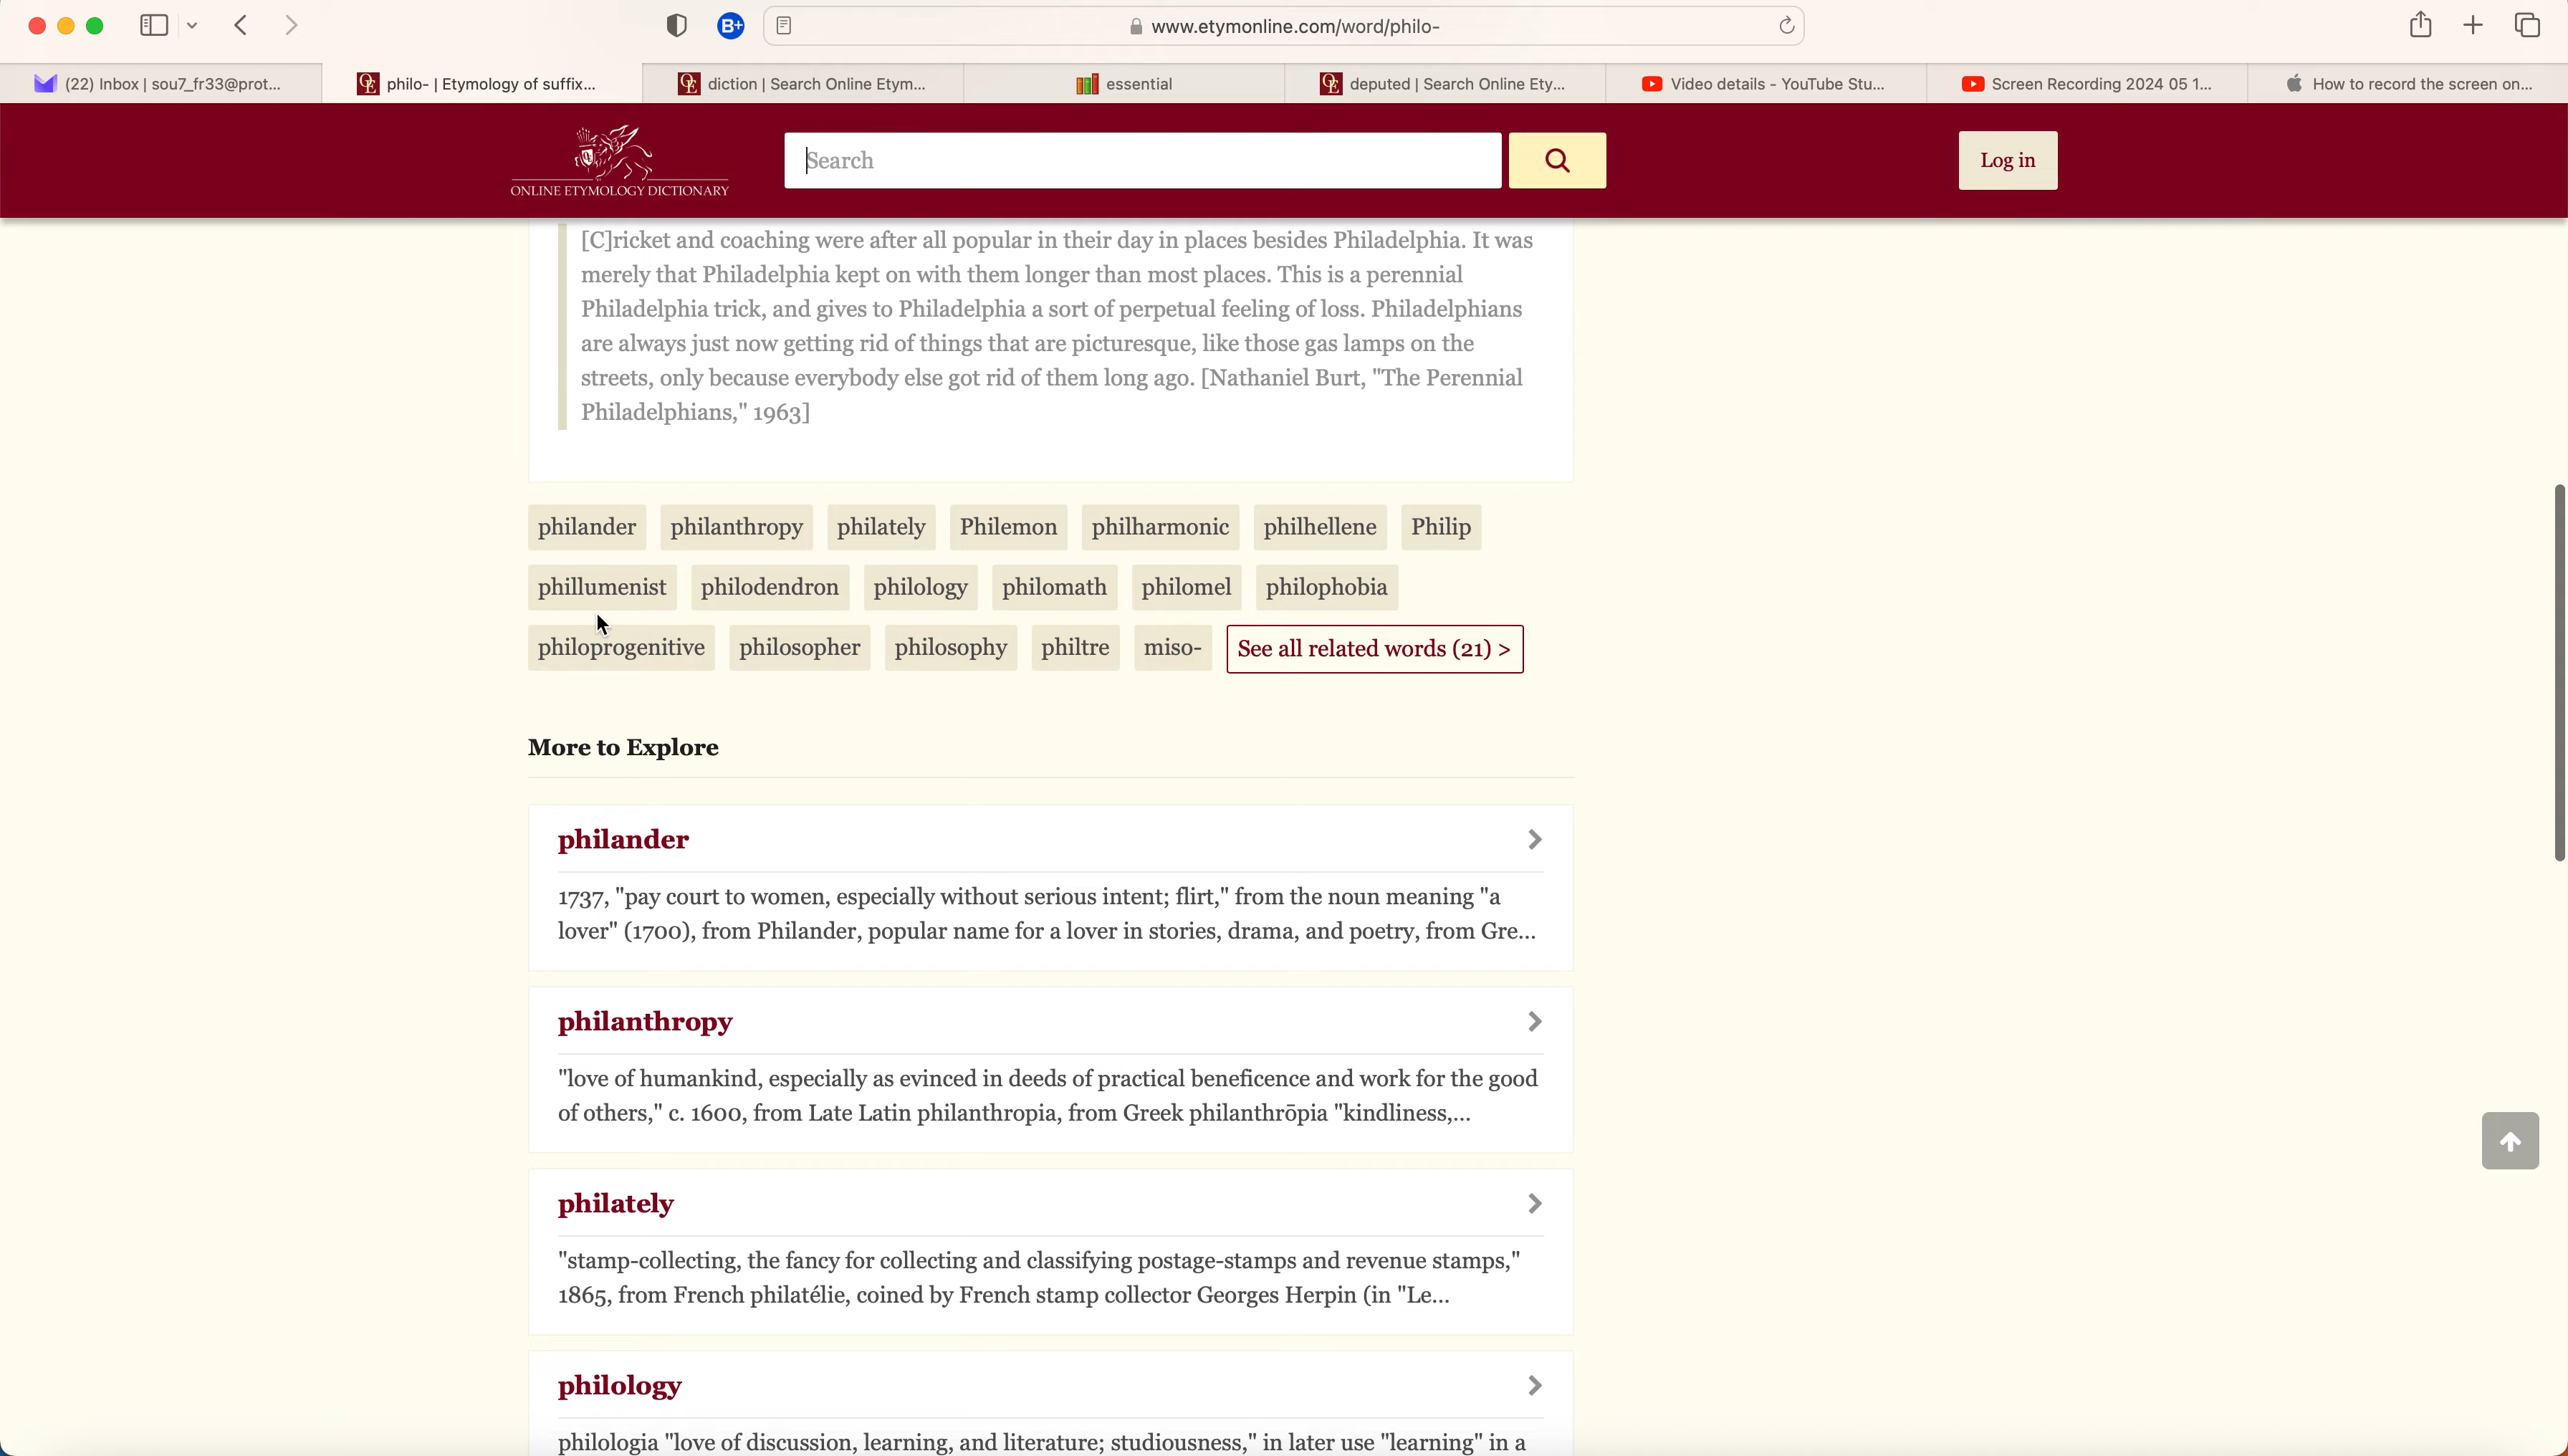 www.etymonline.com/word/philo-
(22) Inbox | sou7_fr33@prot...
philo- | Etymology of suffix...
diction | Search Online Etym...
essential
deputed | Search Online Ety...
Video details - YouTube Stu...
Screen Recording 2024 05 1...
How to record the screen on...
ONLINE ETYMOLOGY DICTIONARY
Search
Log in
[C]ricket and coaching were after all popular in their day in places besides Philadelphia. It was
merely that Philadelphia kept on with them longer than most places. This is a perennial
Philadelphia trick, and gives to Philadelphia a sort of perpetual feeling of loss. Philadelphians
are always just now getting rid of things that are picturesque, like those gas lamps on the
streets, only because everybody else got rid of them long ago. [Nathaniel Burt, "The Perennial
Philadelphians," 1963]
philander philanthropy philately Philemon philharmonic philhellene Philip
phillumenist philodendron philology philomath philomel philophobia
philoprogenitive philosopher philosophy philtre miso- See all related words (21) >
More to Explore
philander
1737, "pay court to women, especially without serious intent; flirt," from the noun meaning "a
lover" (1700), from Philander, popular name for a lover in stories, drama, and poetry, from Gre...
philanthropy
"love of humankind, especially as evinced in deeds of practical beneficence and work for the good
of others," c. 1600, from Late Latin philanthropia, from Greek philanthrōpia "kindliness,...
philately
"stamp-collecting, the fancy for collecting and classifying postage-stamps and revenue stamps,"
1865, from French philatélie, coined by French stamp collector Georges Herpin (in "Le...
philology
philologia "love of discussion, learning, and literature; studiousness," in later use "learning" in a